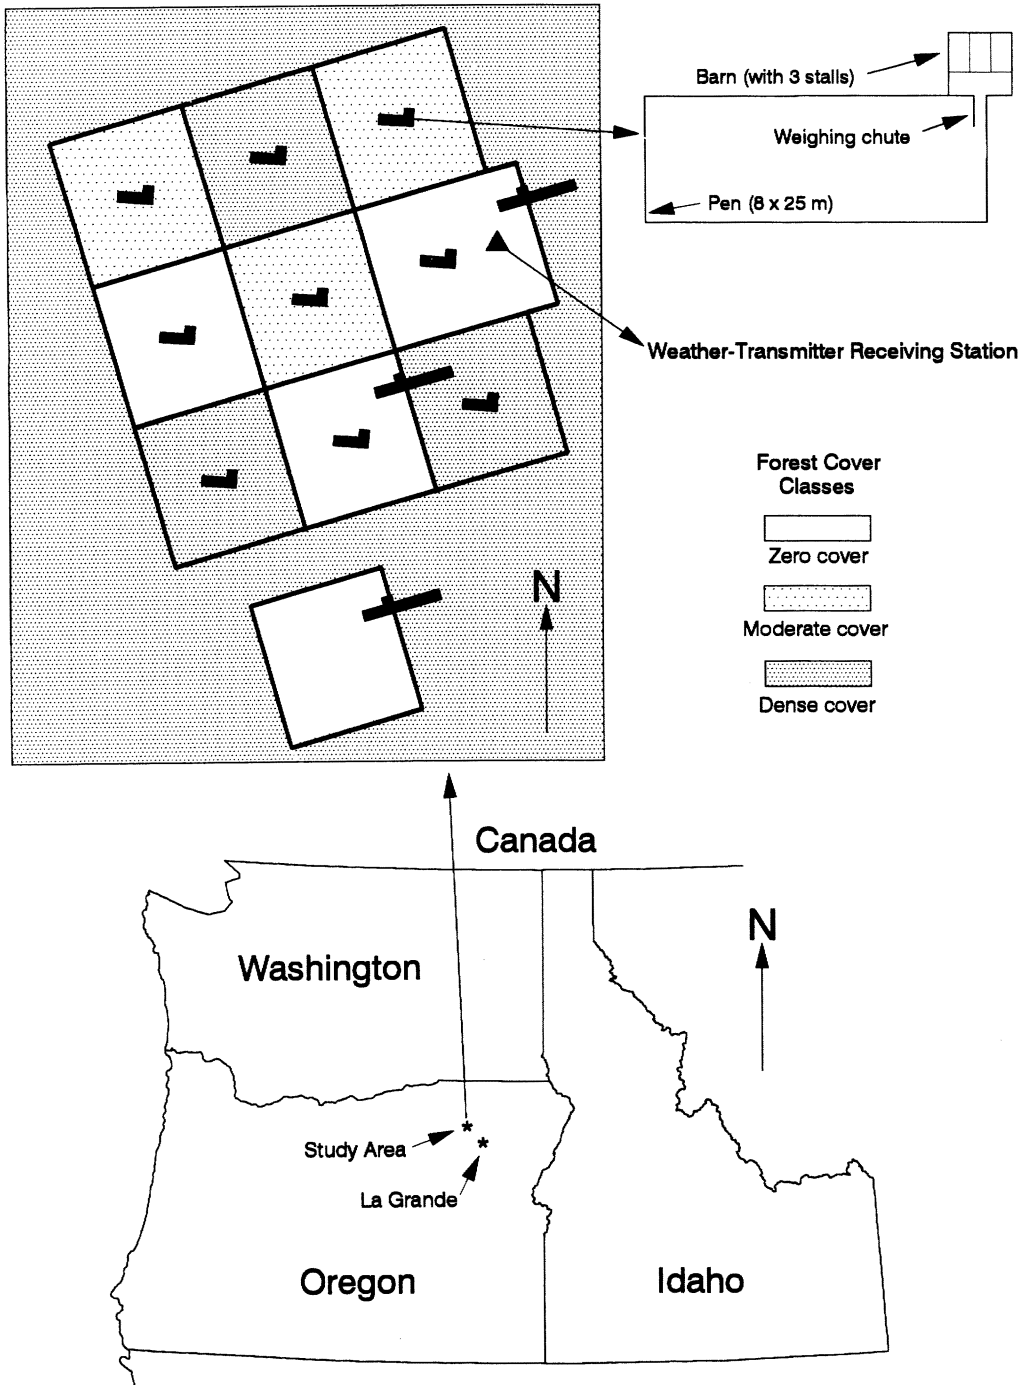 Barn (with 3 stalls)
Weighing chute
Pen (8 x 25 m)
Weather-Transmitter Receiving Station
Forest Cover
Classes
Zero cover
Moderate cover
Dense cover
N
Canada
Washington
N
Study Area
La Grande
Oregon
Idaho